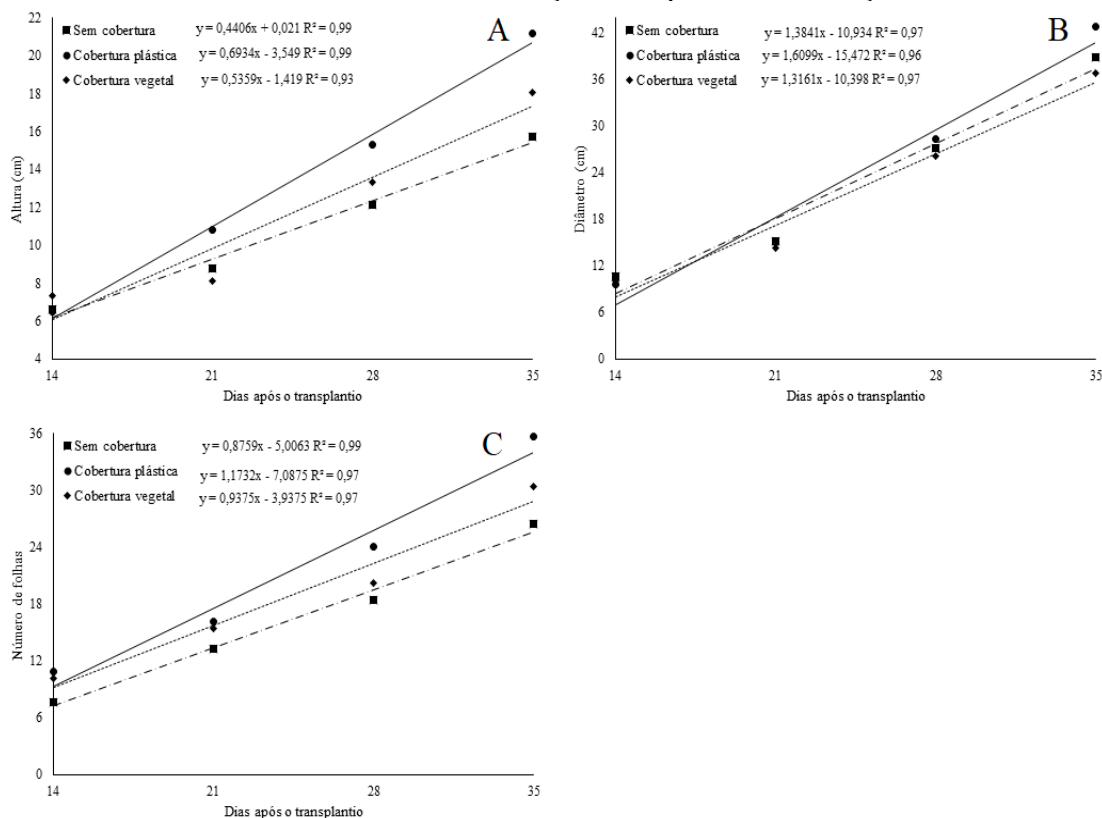 22
20
18
16
14
12
10
8
6
4
Altura (cm)
Sem cobertura y = 0,4406x + 0,021 R² = 0,99
Cobertura plástica y = 0,6934x - 3,549 R² = 0,99
Cobertura vegetal y = 0,5359x - 1,419 R² = 0,93
A
14 21 28 35
Dias após o transplantio
42
36
30
24
18
12
6
0
Diâmetro (cm)
Sem cobertura y = 1,3841x - 10,934 R² = 0,97
Cobertura plástica y = 1,6099x - 15,472 R² = 0,96
Cobertura vegetal y = 1,3161x - 10,398 R² = 0,97
B
14 21 28 35
Dias após o transplantio
36
30
24
18
12
6
0
Número de folhas
Sem cobertura y = 0,8759x - 5,0063 R² = 0,99
Cobertura plástica y = 1,1732x - 7,0875 R² = 0,97
Cobertura vegetal y = 0,9375x - 3,9375 R² = 0,97
C
14 21 28 35
Dias após o transplantio